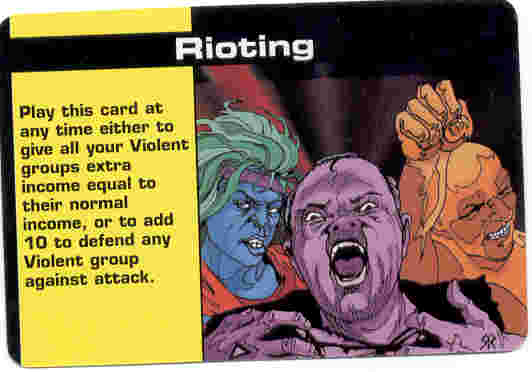 Rioting
Play this card at
any time either to
give all your Violent
groups extra
income equal to
their normal
income, or to add
10 to defend any
Violent group
against attack.